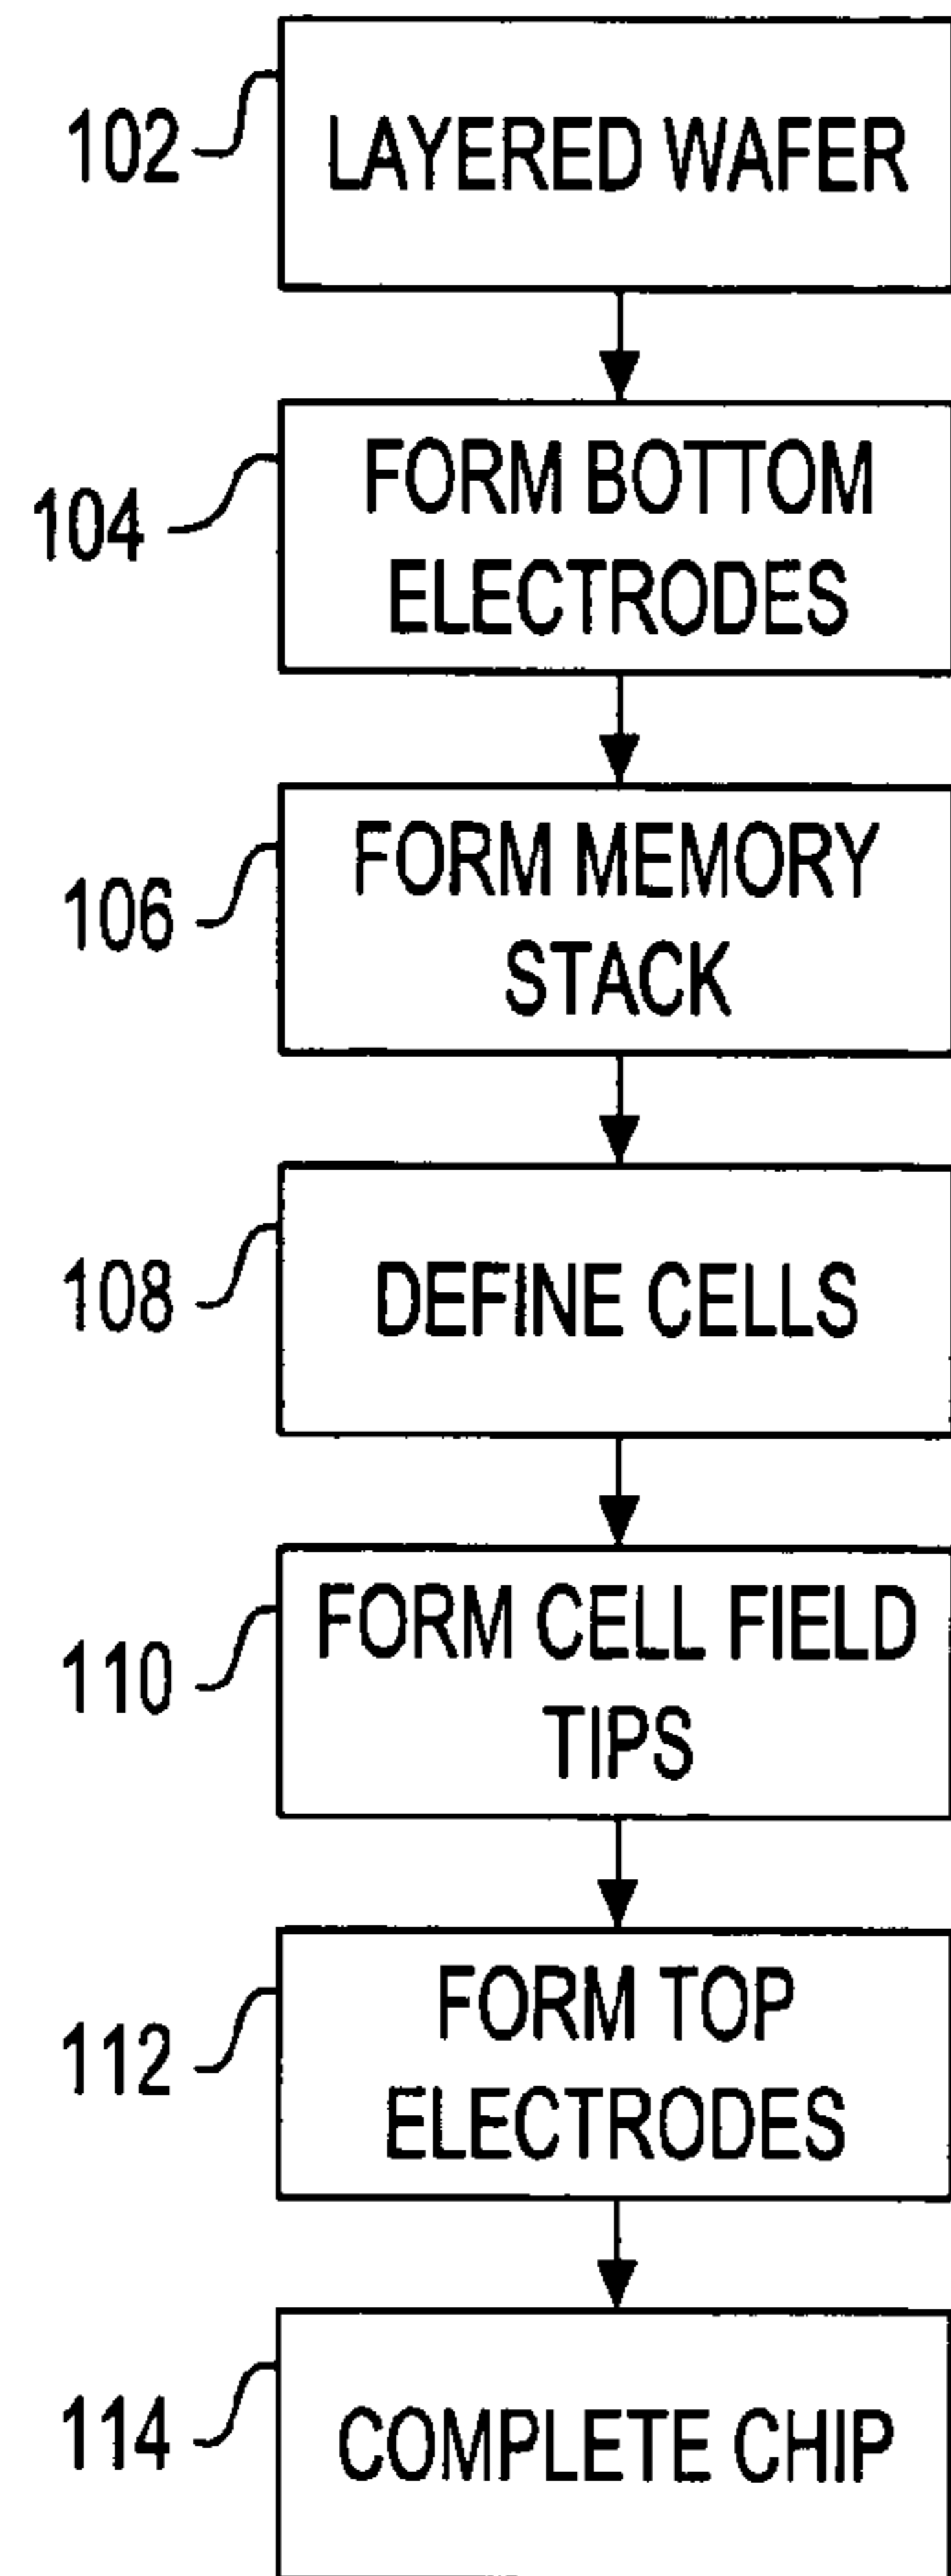 102
LAYERED WAFER
104
FORM BOTTOM
ELECTRODES
106
FORM MEMORY
STACK
108
DEFINE CELLS
110
FORM CELL FIELD
TIPS
112
FORM TOP
ELECTRODES
114
COMPLETE CHIP